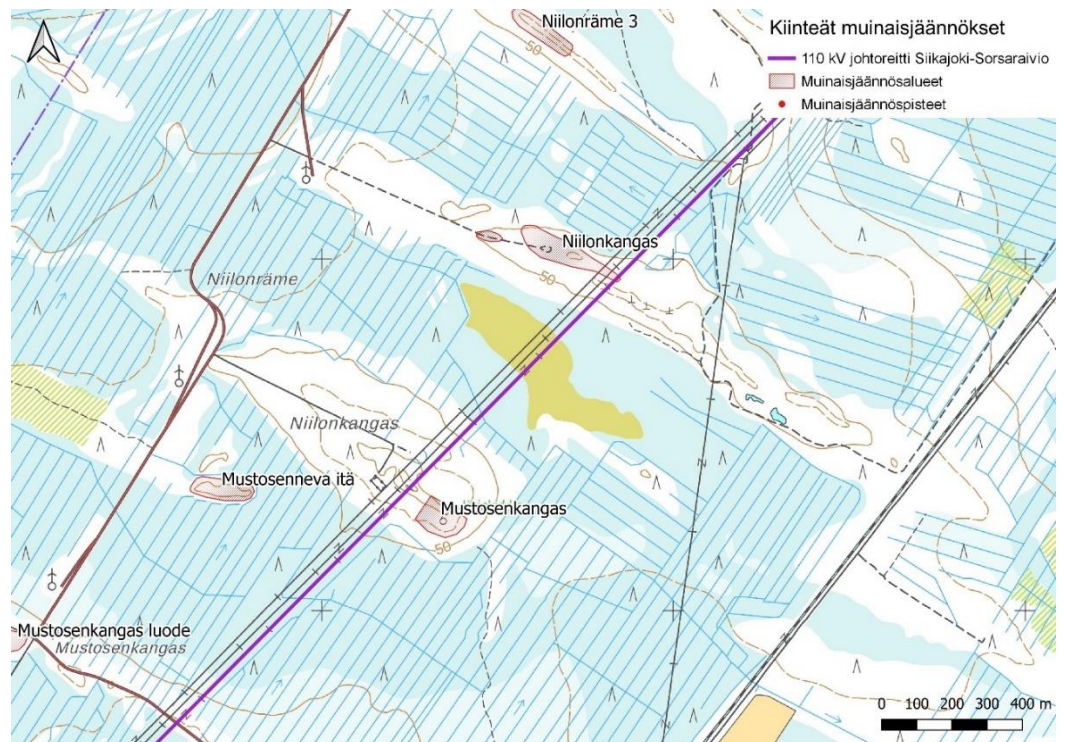 Niilonräme 3
50
Kiinteät muinaisjäännökset
110 kV johtoreitti Siikajoki-Sorsaraivio
Muinaisjäännösalueet
Muinaisjäännöspisteet
Niilonkangas
50
Niilonräme
Niilonkangas
Mustosenneva itä
Mustosenkangas
50
Mustosenkangas luode
Mustosenkangas
0 100 200 300 400 m